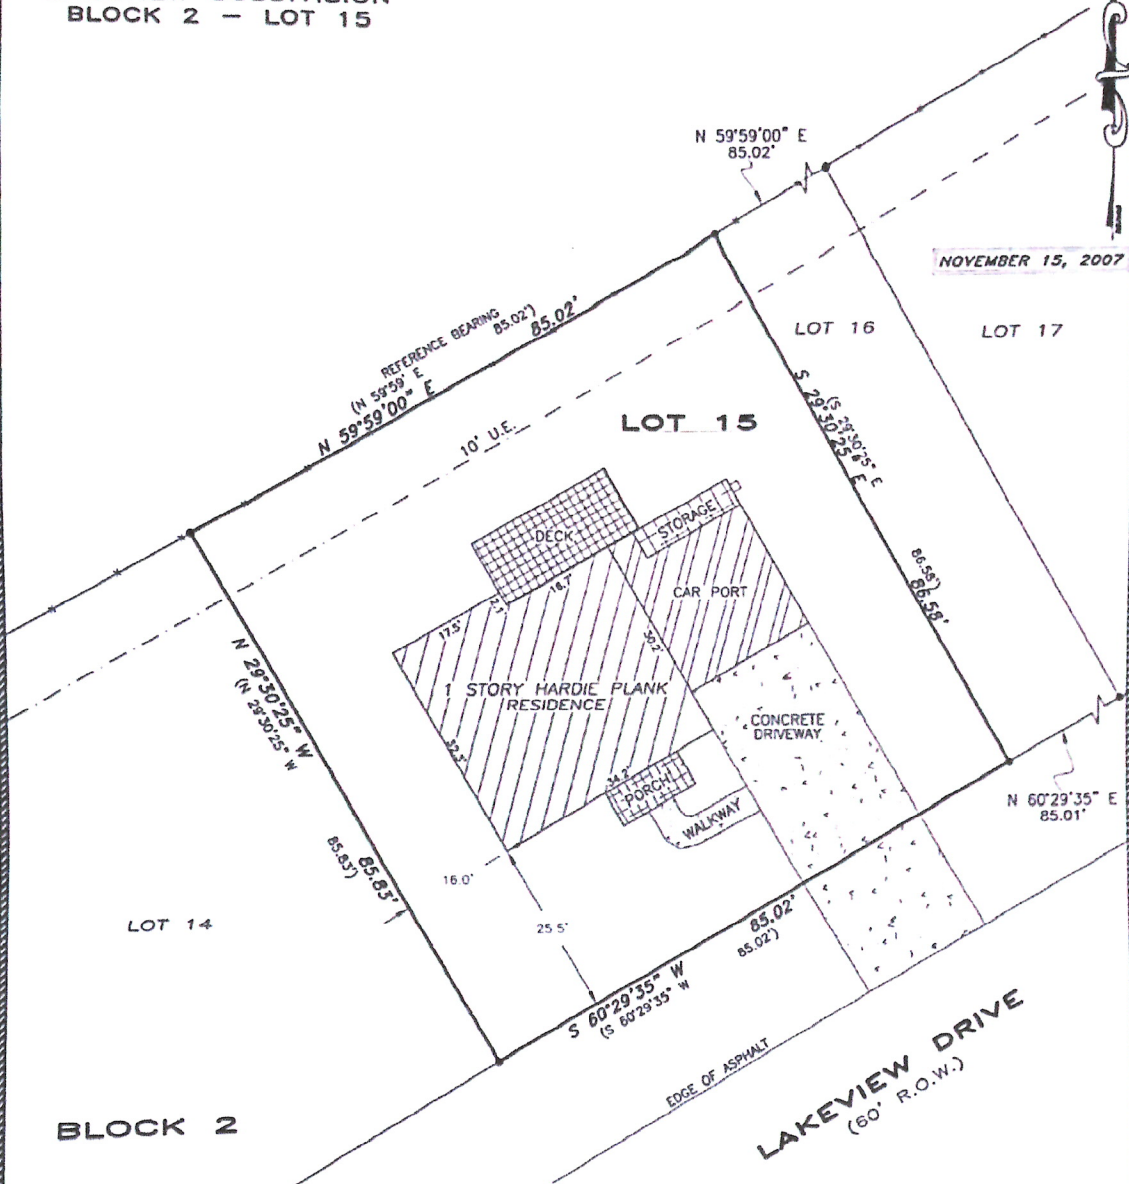 BLOCK 2 - LOT 15
N 59°59'00" E
85.02'
NOVEMBER 15, 2007
REFERENCE BEARING
(N 59°59' E 85.02')
N 59°59'00" E 85.02'
LOT 16
LOT 17
10' U.E.
LOT 15
S 29°30'25" E 86.58'
(S 29°30'25" E 86.58')
DECK
STORAGE
CAR PORT
17.5'
2.1'
18.7'
30.2'
1 STORY HARDIE PLANK
RESIDENCE
32.3'
34.2'
PORCH
WALKWAY
CONCRETE
DRIVEWAY
N 29°30'25" W 85.83'
(N 29°30'25" W 85.83')
16.0'
25.5'
LOT 14
N 60°29'35" E
85.01'
S 60°29'35" W 85.02'
(S 60°29'35" W 85.02')
EDGE OF ASPHALT
LAKEVIEW DRIVE
(60' R.O.W.)
BLOCK 2